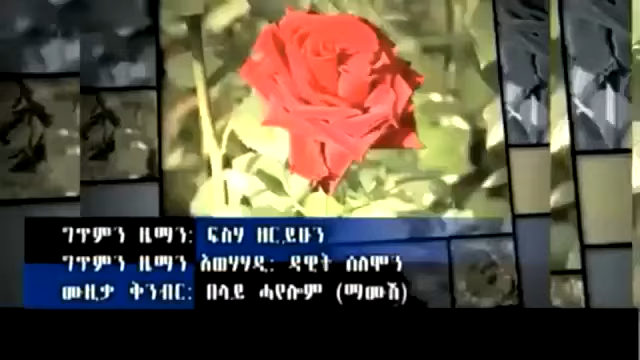 ግጥምን ዜማን: ፍስሃ ዘርይሁን
ግጥምን ዜማን አወሃሃዲ: ዳዊት ሰለሞን
ሙዚቃ ቅንብር: በላይ ሓየሎም (ማሙሽ)